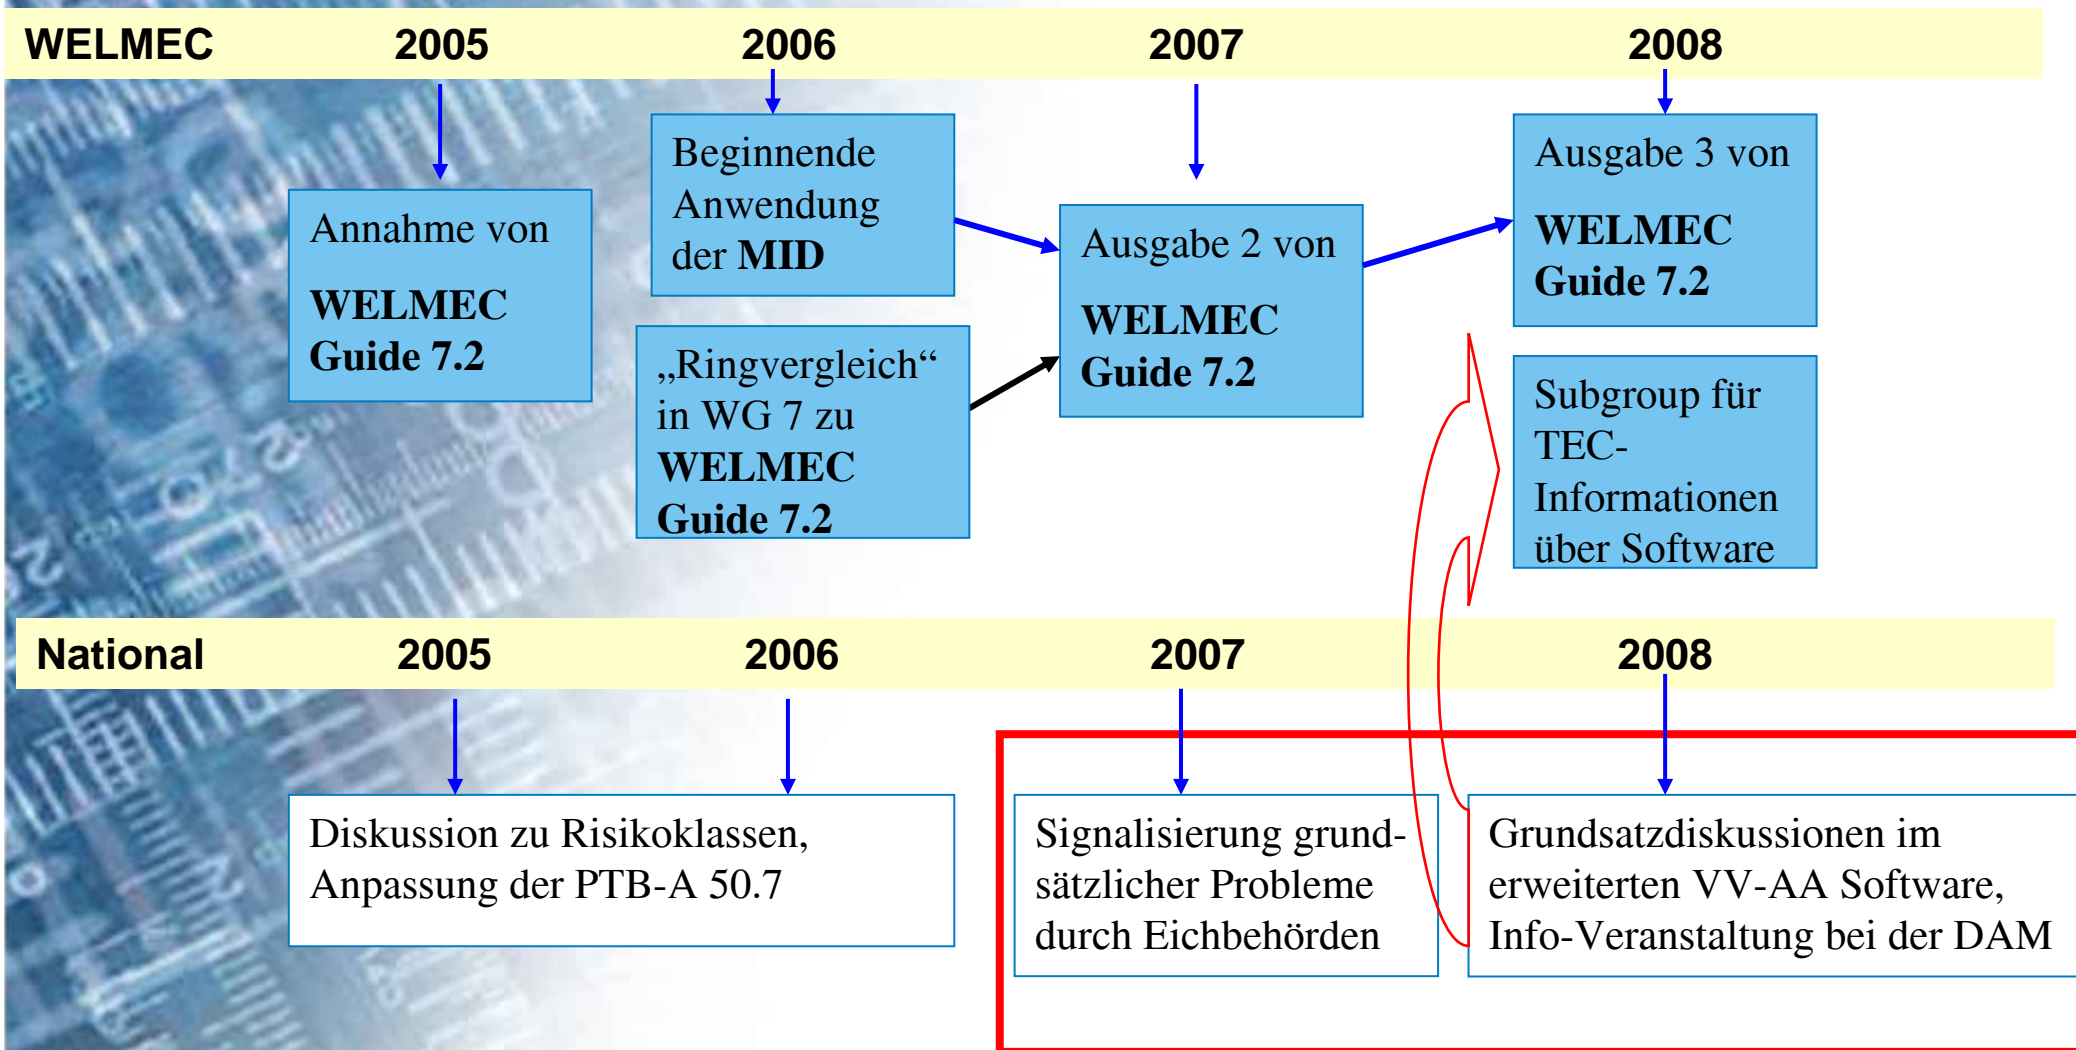 WELMEC 2005 2006 2007 2008
Annahme von
WELMEC
Guide 7.2
Beginnende
Anwendung
der MID
„Ringvergleich“
in WG 7 zu
WELMEC
Guide 7.2
Ausgabe 2 von
WELMEC
Guide 7.2
Ausgabe 3 von
WELMEC
Guide 7.2
Subgroup für
TEC-
Informationen
über Software
National 2005 2006 2007 2008
Diskussion zu Risikoklassen,
Anpassung der PTB-A 50.7
Signalisierung grund-
sätzlicher Probleme
durch Eichbehörden
Grundsatzdiskussionen im
erweiterten VV-AA Software,
Info-Veranstaltung bei der DAM